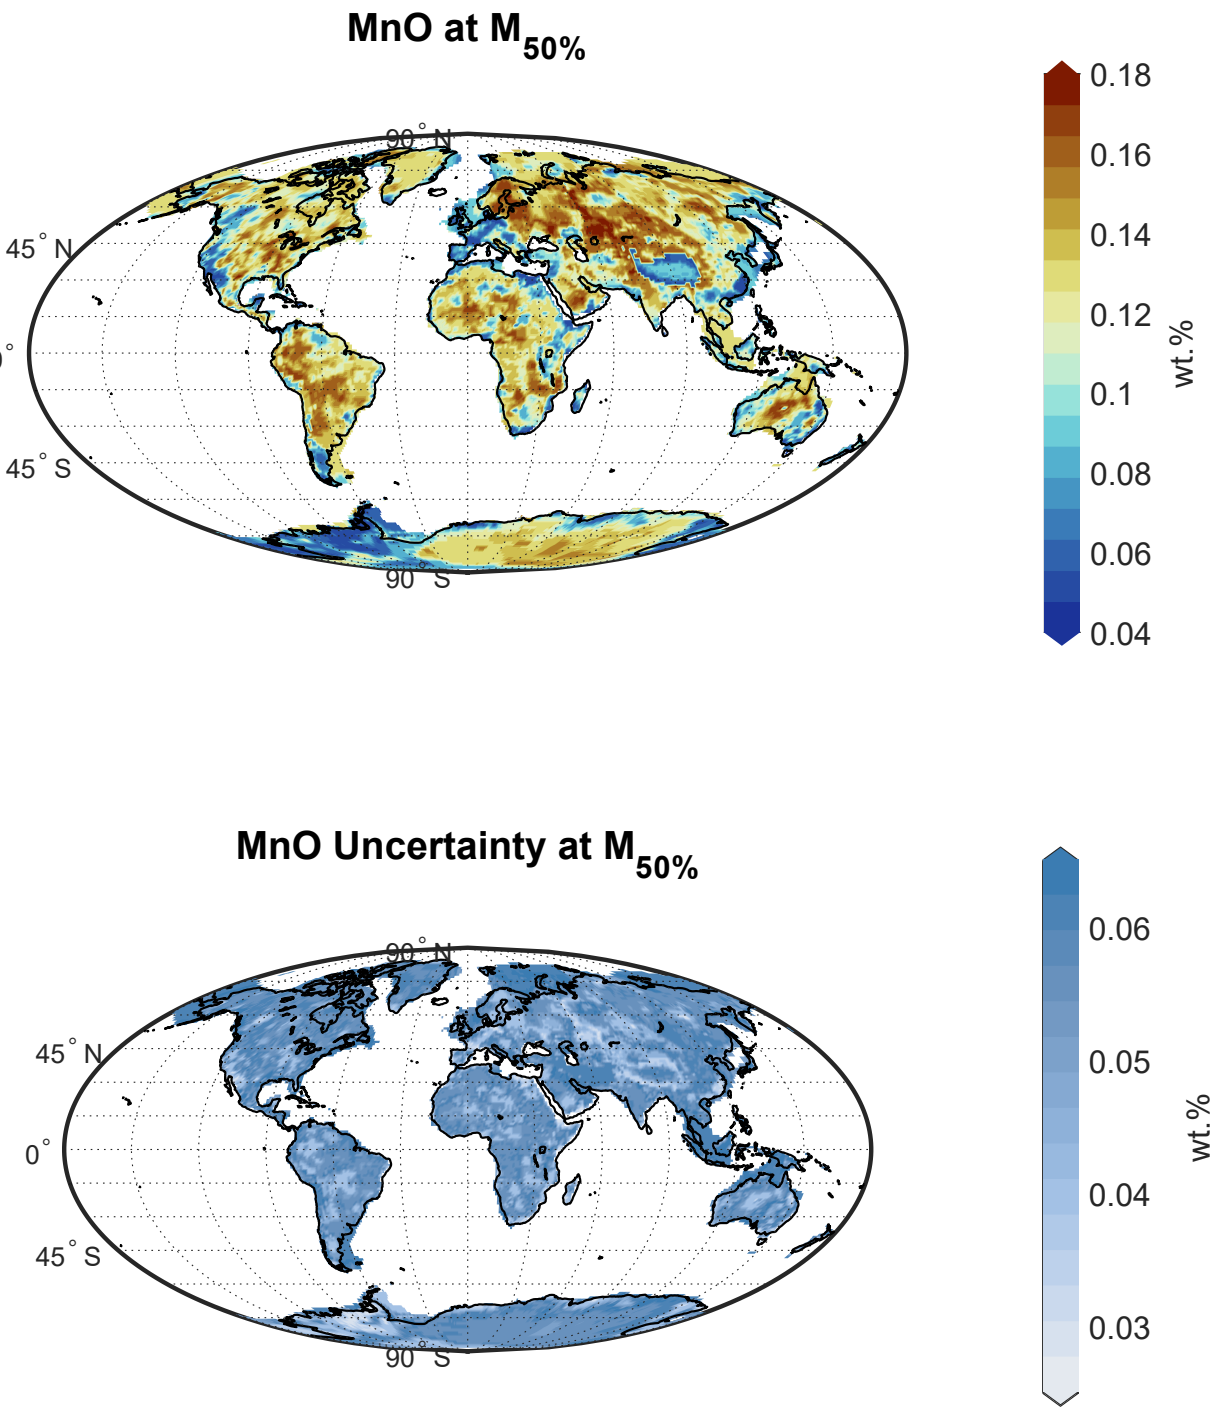 MnO at M50%
90° N
45° N
0°
45° S
90° S
0.18
0.16
0.14
0.12
0.1
0.08
0.06
0.04
wt.%
MnO Uncertainty at M50%
90° N
45° N
0°
45° S
90° S
0.06
0.05
0.04
0.03
wt.%